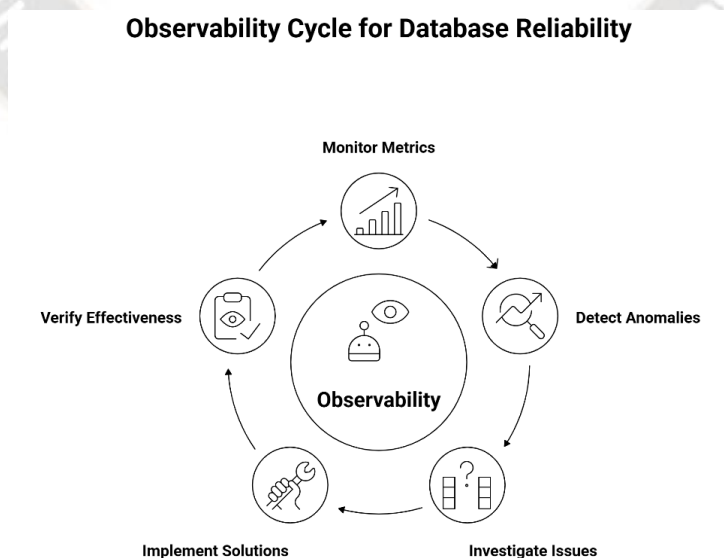 Observability Cycle for Database Reliability
Monitor Metrics
Verify Effectiveness
Detect Anomalies
?
Observability
Implement Solutions
Investigate Issues